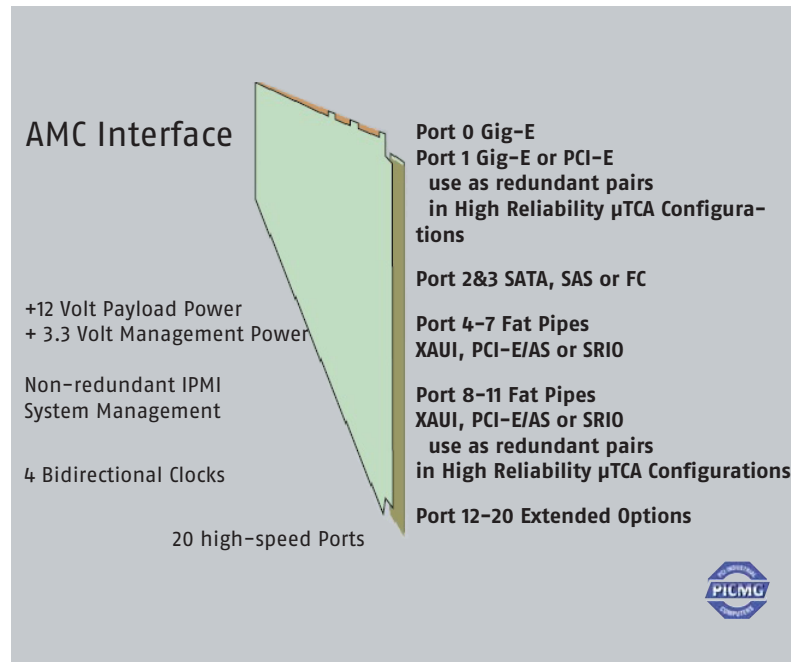 AMC Interface
+12 Volt Payload Power
+ 3.3 Volt Management Power
Non-redundant IPMI
System Management
4 Bidirectional Clocks
20 high-speed Ports
Port 0 Gig-E
Port 1 Gig-E or PCI-E
use as redundant pairs
in High Reliability µTCA Configura-
tions
Port 2&3 SATA, SAS or FC
Port 4-7 Fat Pipes
XAUI, PCI-E/AS or SRIO
Port 8-11 Fat Pipes
XAUI, PCI-E/AS or SRIO
use as redundant pairs
in High Reliability µTCA Configurations
Port 12-20 Extended Options
PCI-INDUSTRIAL
PICMG
COMPUTERS